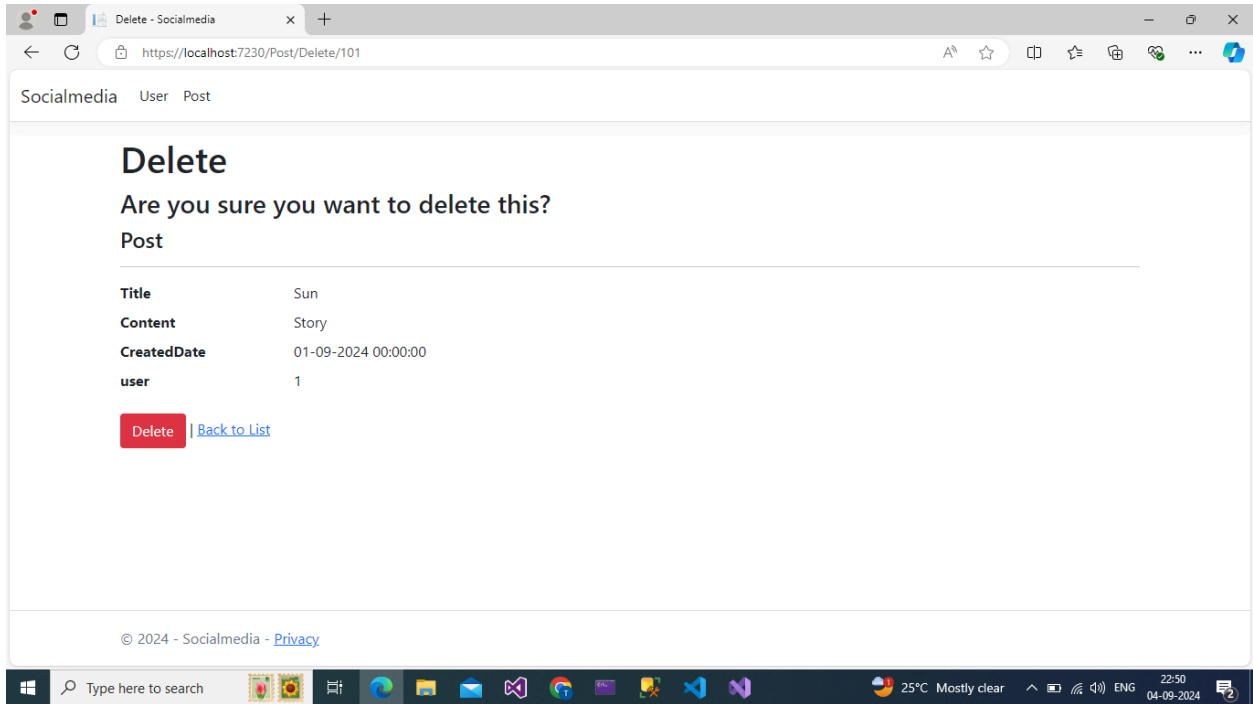 Delete - Socialmedia
https://localhost:7230/Post/Delete/101
Socialmedia User Post
Delete
Are you sure you want to delete this?
Post
Title Sun
Content Story
CreatedDate 01-09-2024 00:00:00
user 1
Delete | Back to List
© 2024 - Socialmedia - Privacy
Type here to search
25°C Mostly clear
ENG
22:50
04-09-2024
2